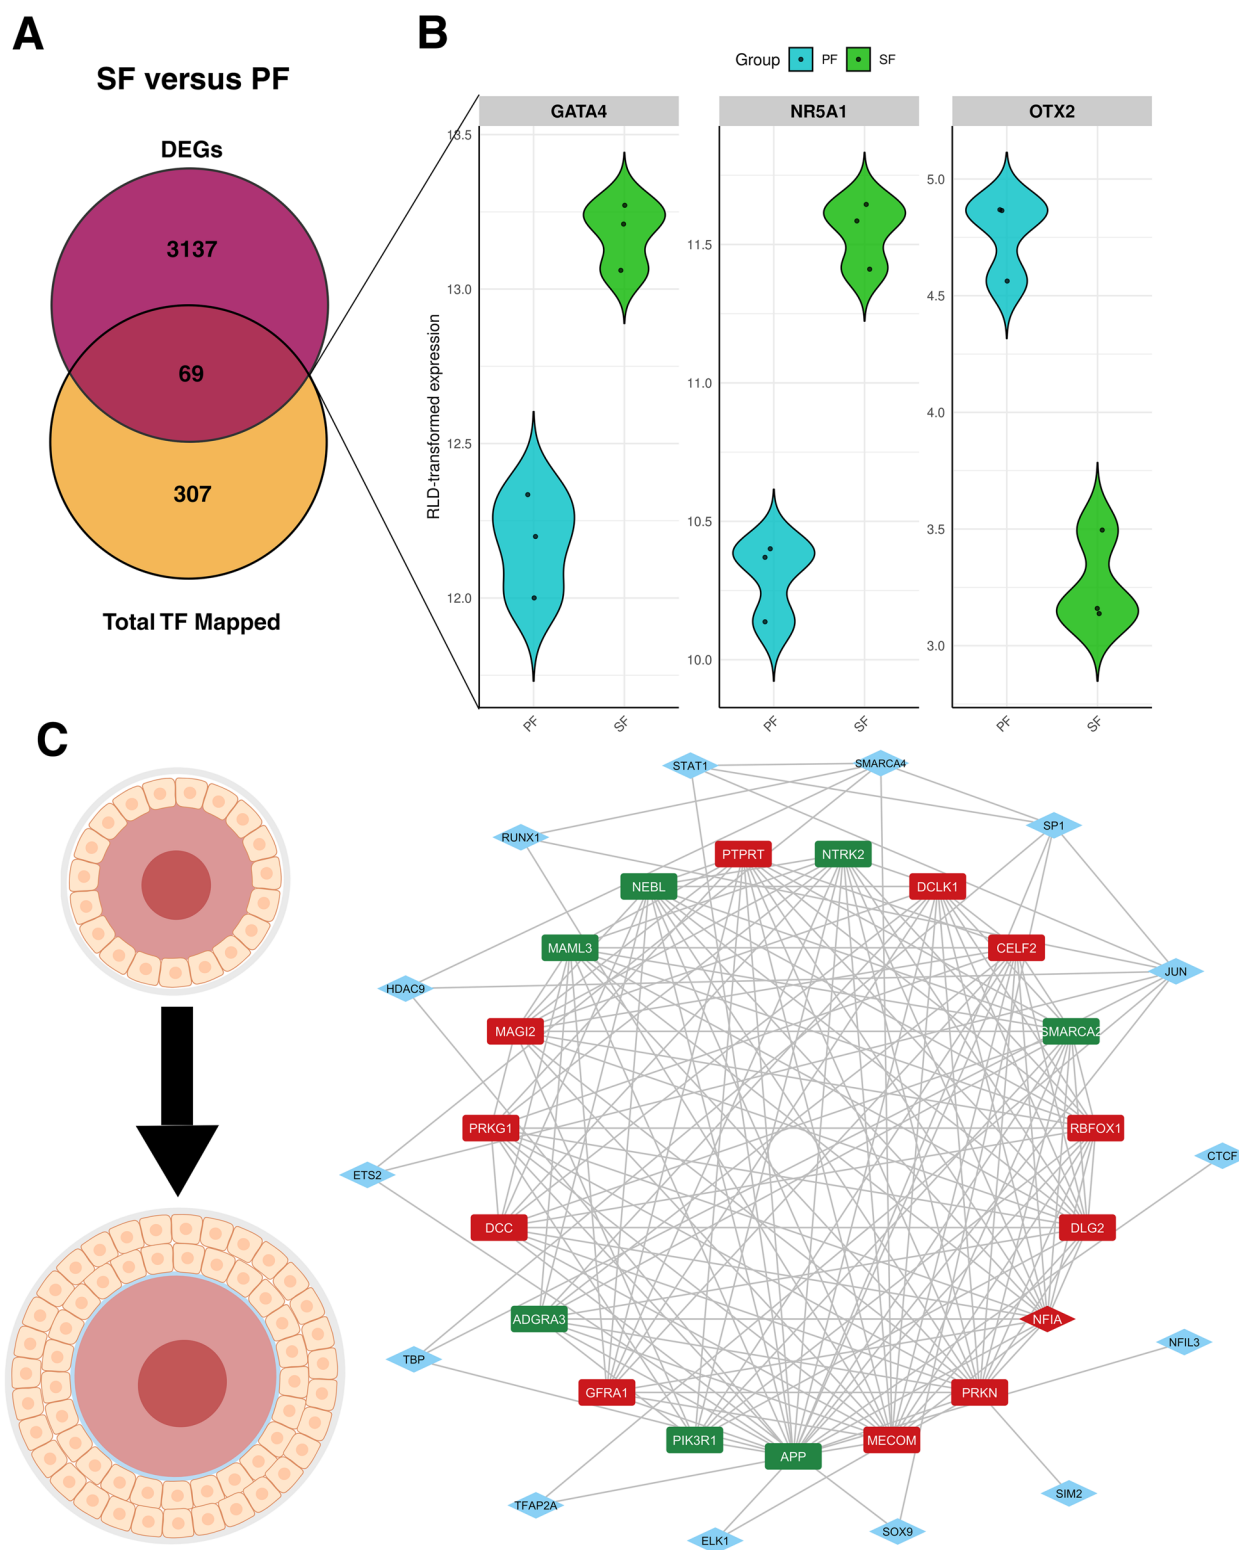 A
SF versus PF
DEGs
3137
69
307
Total TF Mapped
B
Group PF SF
GATA4 NR5A1 OTX2
RLD-transformed expression
13.5
13.0
12.5
12.0
PF SF
11.5
11.0
10.5
10.0
PF SF
5.0
4.5
4.0
3.5
3.0
PF SF
C
STAT1
SMARCA4
RUNX1
SP1
PTPRT
NTRK2
NEBL
DCLK1
MAML3
CELF2
HDAC9
JUN
MAGI2
SMARCA2
PRKG1
RBFOX1
ETS2
CTCF
DCC
DLG2
ADGRA3
NFIA
TBP
NFIL3
GFRA1
PRKN
PIK3R1
MECOM
APP
TFAP2A
SIM2
ELK1
SOX9